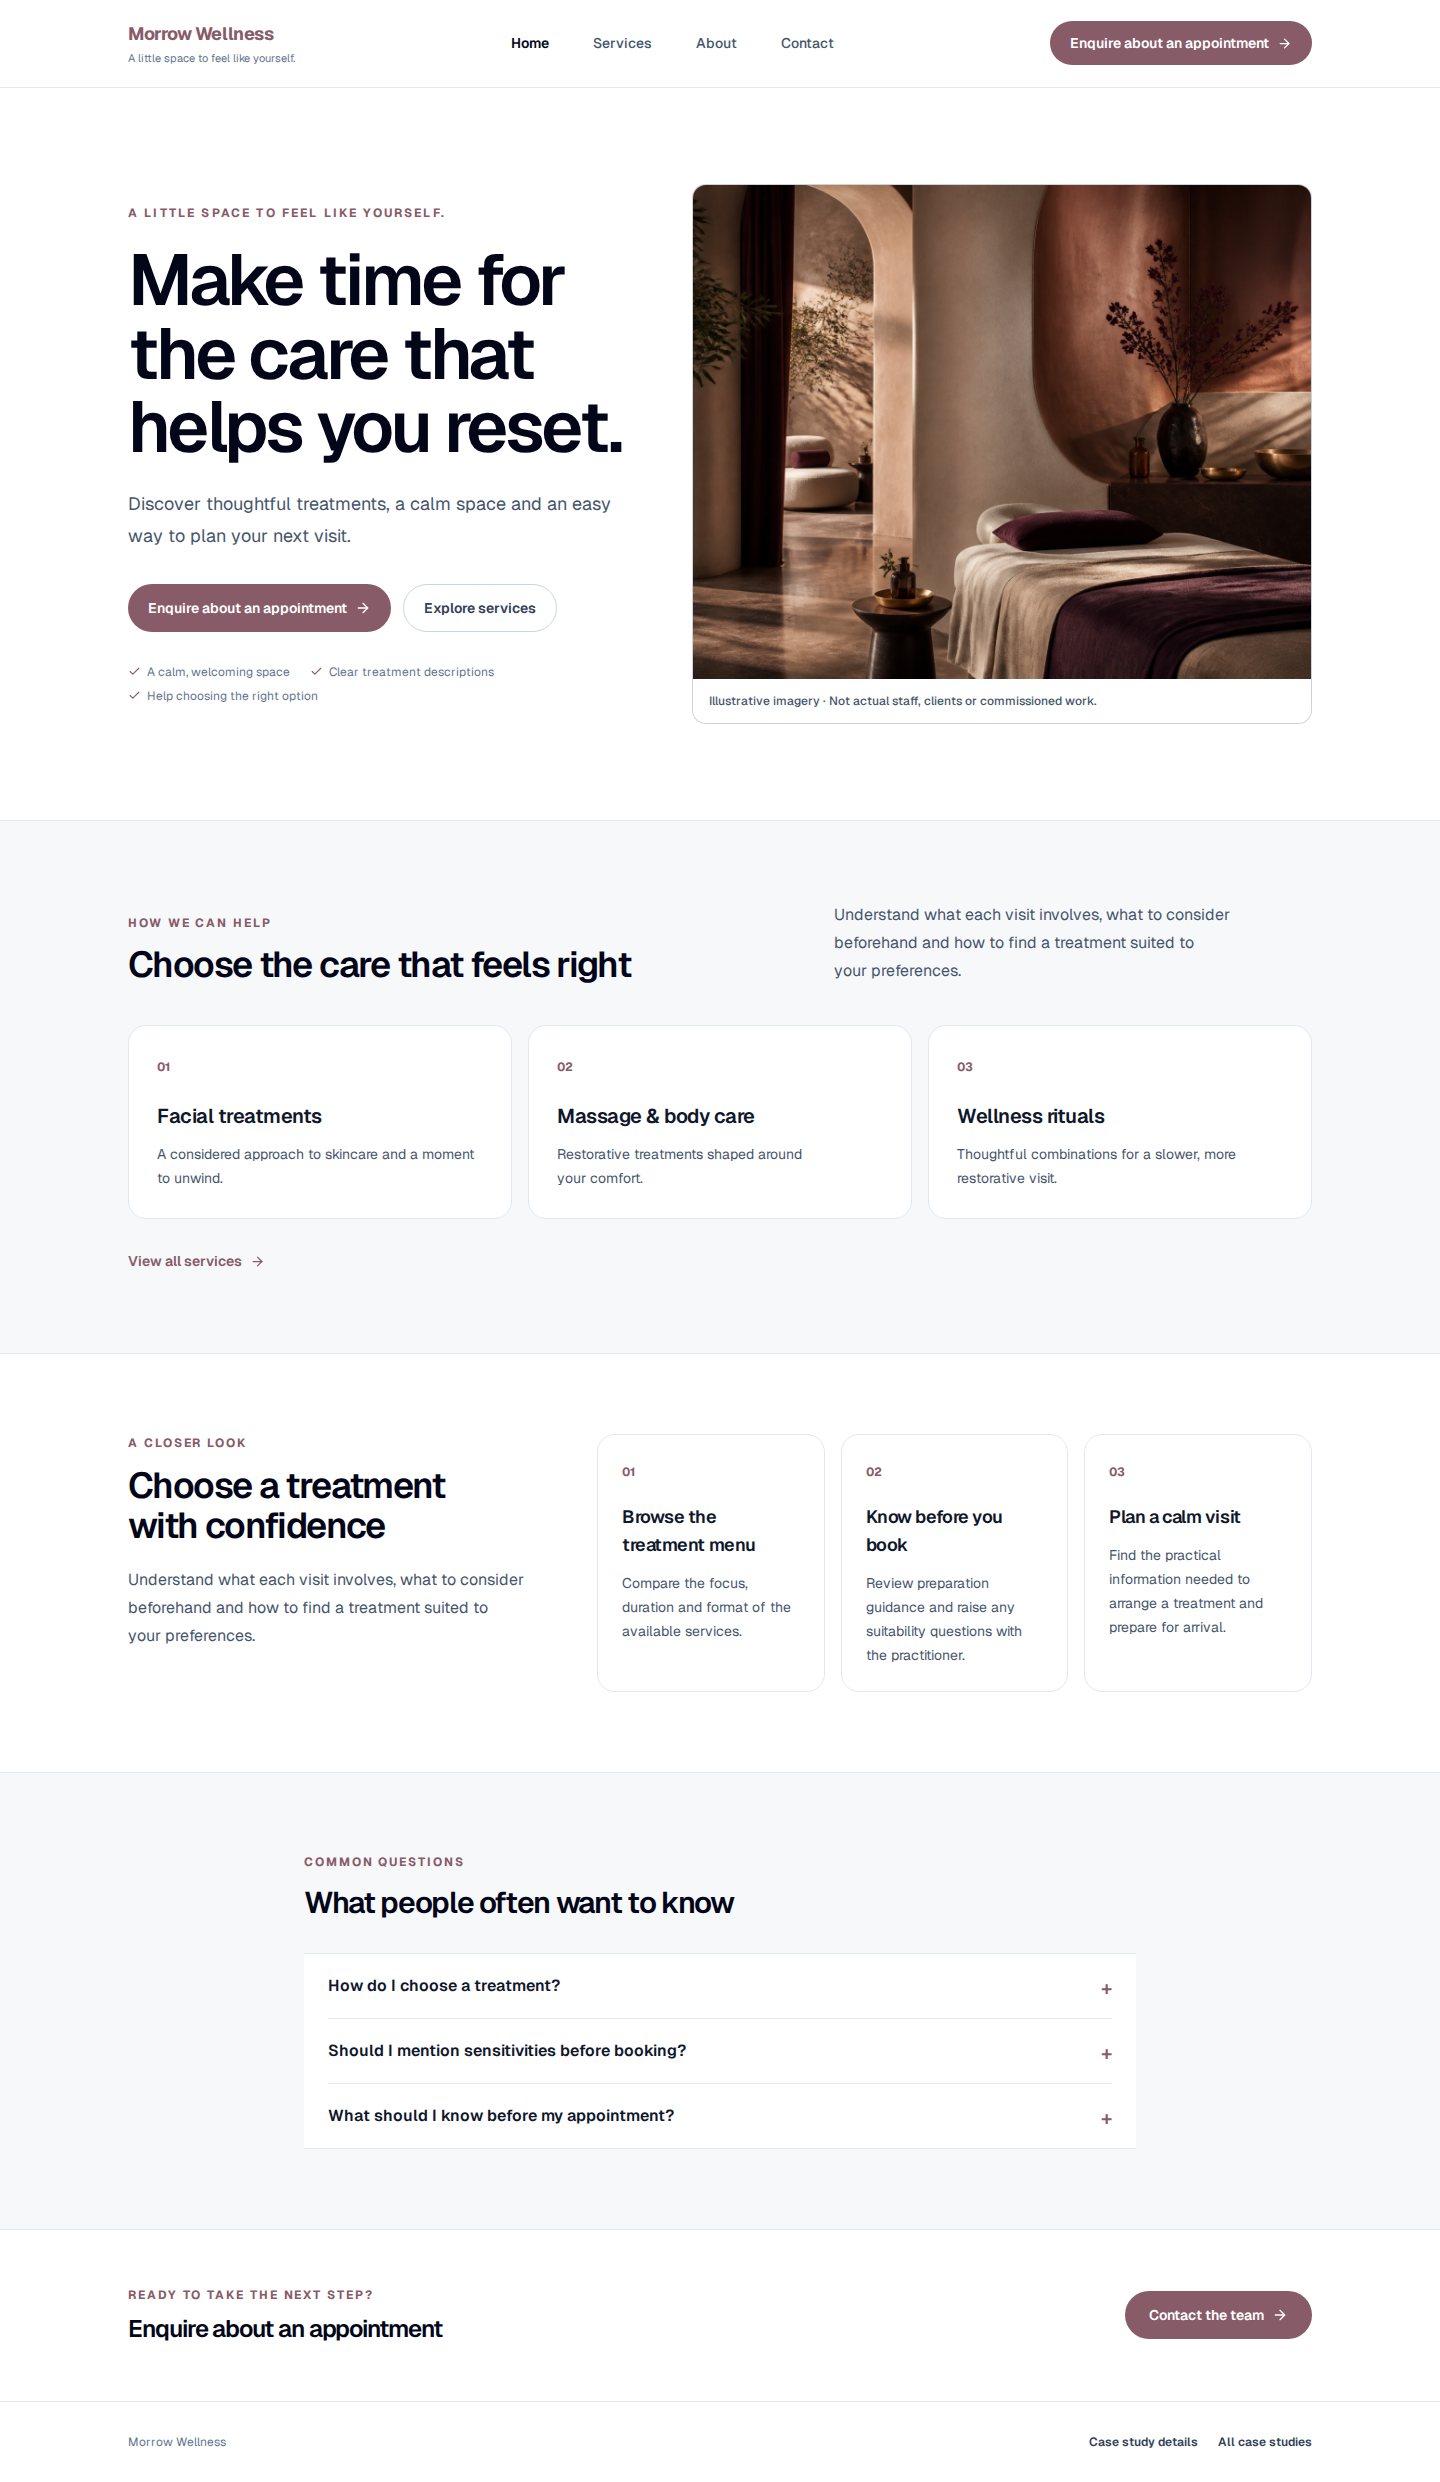 Morrow Wellness
A little space to feel like yourself.
Home
Services
About
Contact
Enquire about an appointment
A LITTLE SPACE TO FEEL LIKE YOURSELF.
Make time for
the care that
helps you reset.
Discover thoughtful treatments, a calm space and an easy
way to plan your next visit.
Enquire about an appointment
Explore services
A calm, welcoming space
Clear treatment descriptions
Help choosing the right option
Illustrative imagery · Not actual staff, clients or commissioned work.
HOW WE CAN HELP
Choose the care that feels right
Understand what each visit involves, what to consider
beforehand and how to find a treatment suited to
your preferences.
01
Facial treatments
A considered approach to skincare and a moment
to unwind.
02
Massage & body care
Restorative treatments shaped around
your comfort.
03
Wellness rituals
Thoughtful combinations for a slower, more
restorative visit.
View all services
A CLOSER LOOK
Choose a treatment
with confidence
Understand what each visit involves, what to consider
beforehand and how to find a treatment suited to
your preferences.
01
Browse the
treatment menu
Compare the focus,
duration and format of the
available services.
02
Know before you
book
Review preparation
guidance and raise any
suitability questions with
the practitioner.
03
Plan a calm visit
Find the practical
information needed to
arrange a treatment and
prepare for arrival.
COMMON QUESTIONS
What people often want to know
How do I choose a treatment?
+
Should I mention sensitivities before booking?
+
What should I know before my appointment?
+
READY TO TAKE THE NEXT STEP?
Enquire about an appointment
Contact the team
Morrow Wellness
Case study details
All case studies